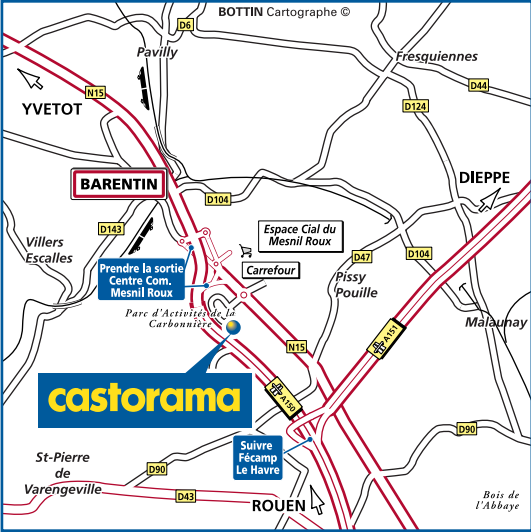 BOTTIN Cartographe ©
D6
Pavilly
Fresguiennes
D44
N15
YVETOT
D124
BARENTIN
DIEPPE
D104
D143
Espace Cial du
Mesnil Roux
Villers
Escalles
D47
D104
Prendre la sortie
Centre Com.
Mesnil Roux
Carrefour
Pissy
Pouille
Parc d'Activités de la
Carbonnière
Malaunay
A151
N15
castorama
A150
D90
Suivre
Fécamp
Le Havre
St-Pierre
de
Varengeville
D90
D43
ROUEN
Bois de
l'Abbaye